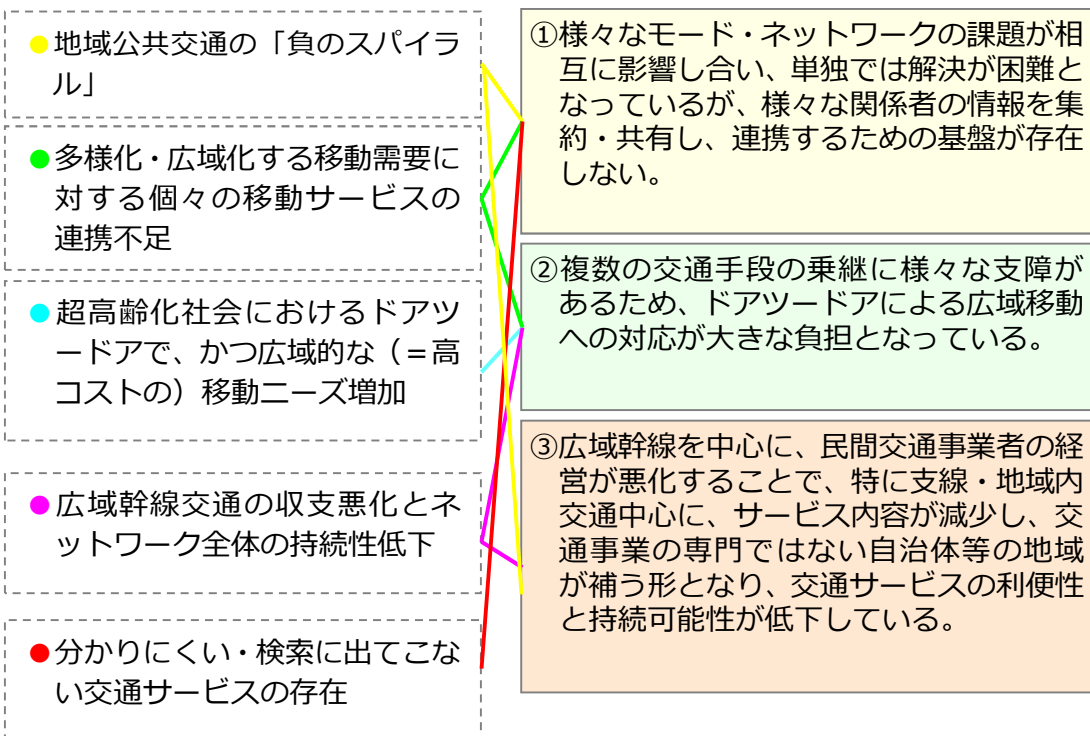 ●地域公共交通の「負のスパイラ
ル」
●多様化・広域化する移動需要に
対する個々の移動サービスの
連携不足
●超高齢化社会におけるドアツ
ードアで、かつ広域的な（＝高
コストの）移動ニーズ増加
●広域幹線交通の収支悪化とネ
ットワーク全体の持続性低下
●分かりにくい・検索に出てこな
い交通サービスの存在
①様々なモード・ネットワークの課題が相
互に影響し合い、単独では解決が困難と
なっているが、様々な関係者の情報を集
約・共有し、連携するための基盤が存在
しない。
②複数の交通手段の乗継に様々な支障が
あるため、ドアツードアによる広域移動
への対応が大きな負担となっている。
③広域幹線を中心に、民間交通事業者の経
営が悪化することで、特に支線・地域内
交通中心に、サービス内容が減少し、交
通事業の専門ではない自治体等の地域
が補う形となり、交通サービスの利便性
と持続可能性が低下している。